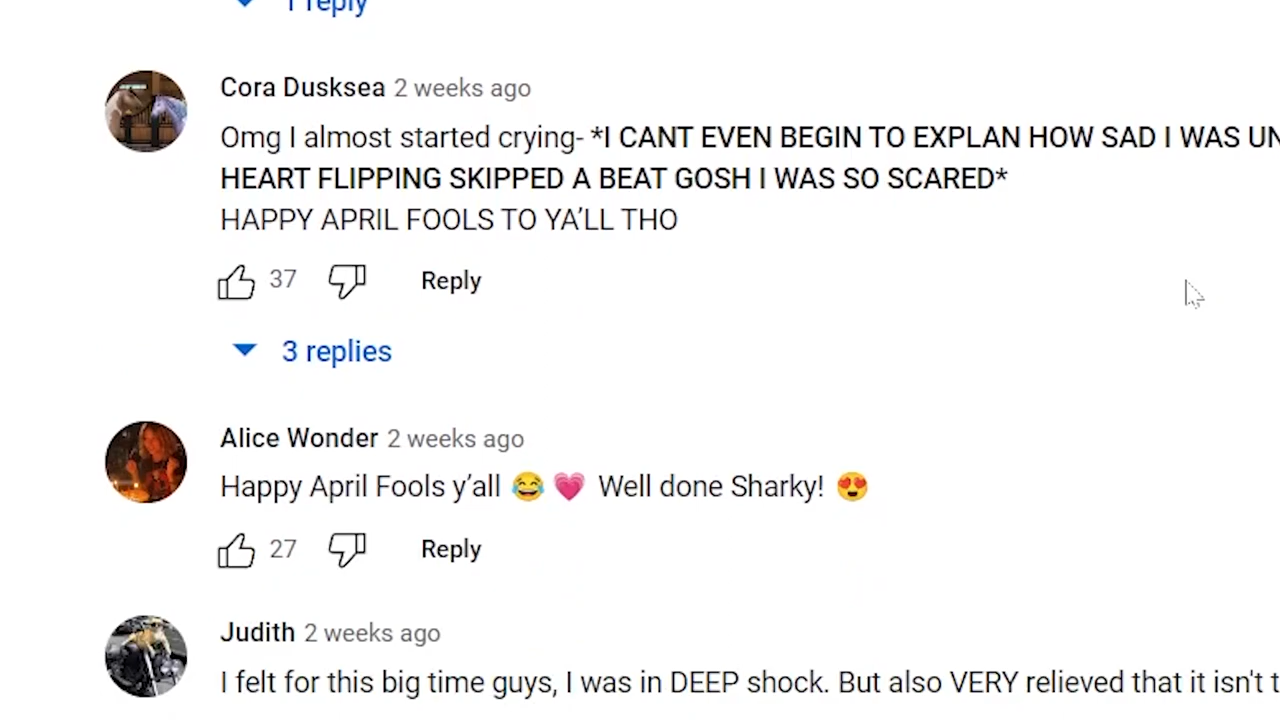 1 reply
Cora Dusksea 2 weeks ago
Omg I almost started crying- *I CANT EVEN BEGIN TO EXPLAN HOW SAD I WAS
HEART FLIPPING SKIPPED A BEAT GOSH I WAS SO SCARED*
HAPPY APRIL FOOLS TO YA’LL THO
37 Reply
3 replies
Alice Wonder 2 weeks ago
Happy April Fools y’all 😂 💗 Well done Sharky! 😍
27 Reply
Judith 2 weeks ago
I felt for this big time guys, I was in DEEP shock. But also VERY relieved that it isn't